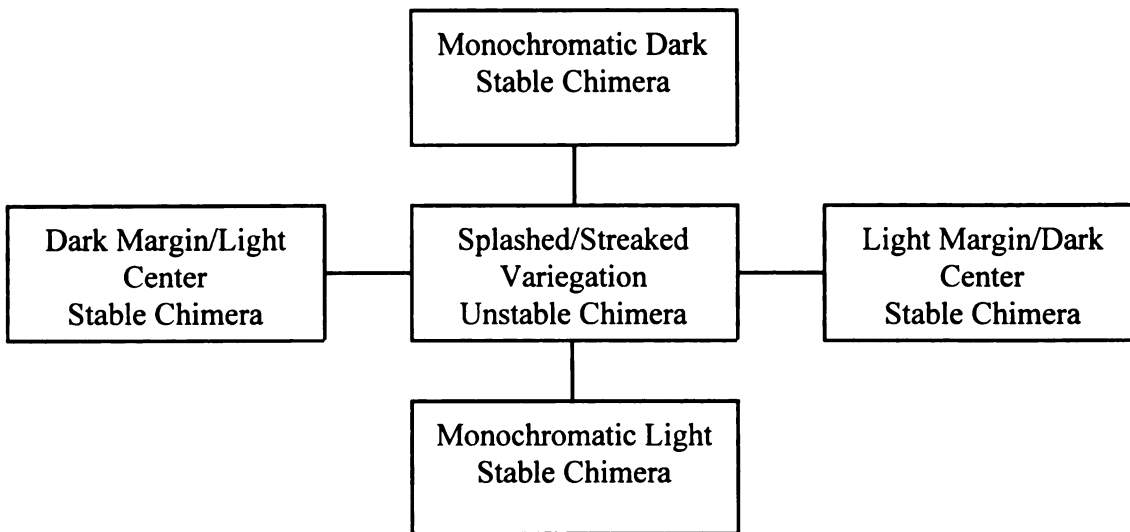 Monochromatic Dark
Stable Chimera
Dark Margin/Light
Center
Stable Chimera
Splashed/Streaked
Variegation
Unstable Chimera
Light Margin/Dark
Center
Stable Chimera
Monochromatic Light
Stable Chimera